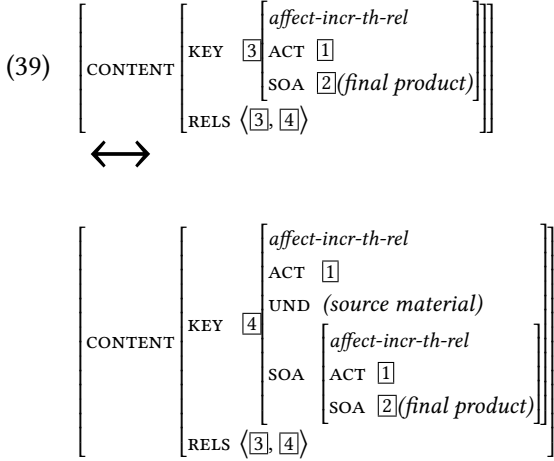 (39)
affect-incr-th-rel
CONTENT KEY 3 ACT 1
SOA 2 (final product)
RELS ⟨3, 4⟩
↔
affect-incr-th-rel
ACT 1
UND (source material)
KEY 4
affect-incr-th-rel
CONTENT SOA ACT 1
SOA 2 (final product)
RELS ⟨3, 4⟩